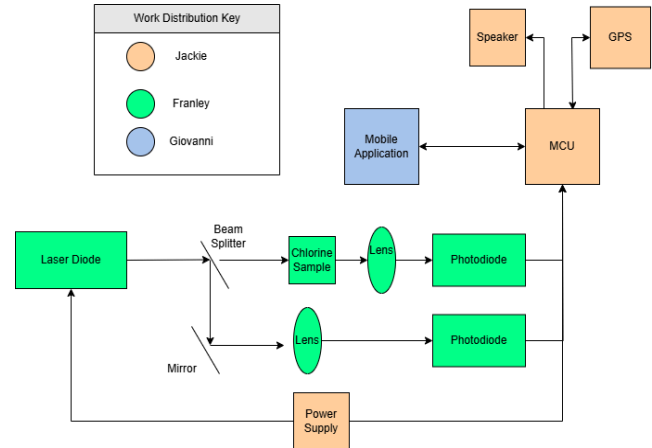 Work Distribution Key
Jackie
Franley
Giovanni
Speaker
GPS
Mobile
Application
MCU
Beam
Splitter
Laser Diode
Chlorine
Sample
Lens
Photodiode
Lens
Photodiode
Mirror
Power
Supply